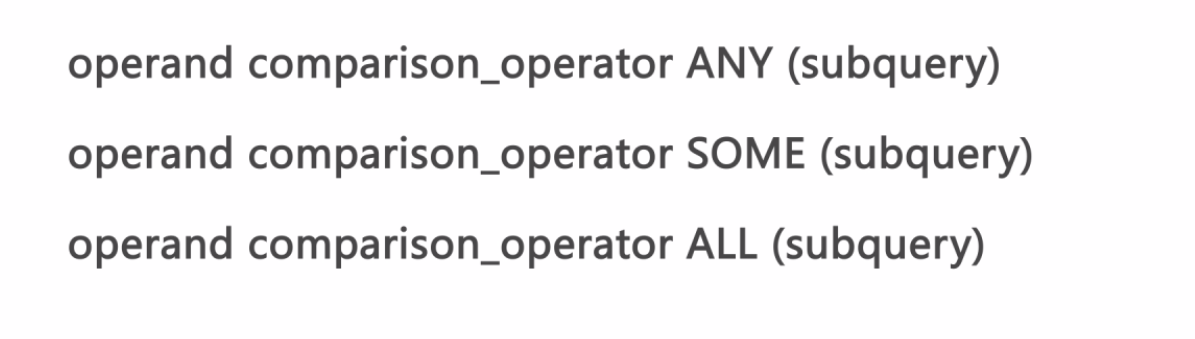 operand comparison_operator ANY (subquery)
operand comparison_operator SOME (subquery)
operand comparison_operator ALL (subquery)